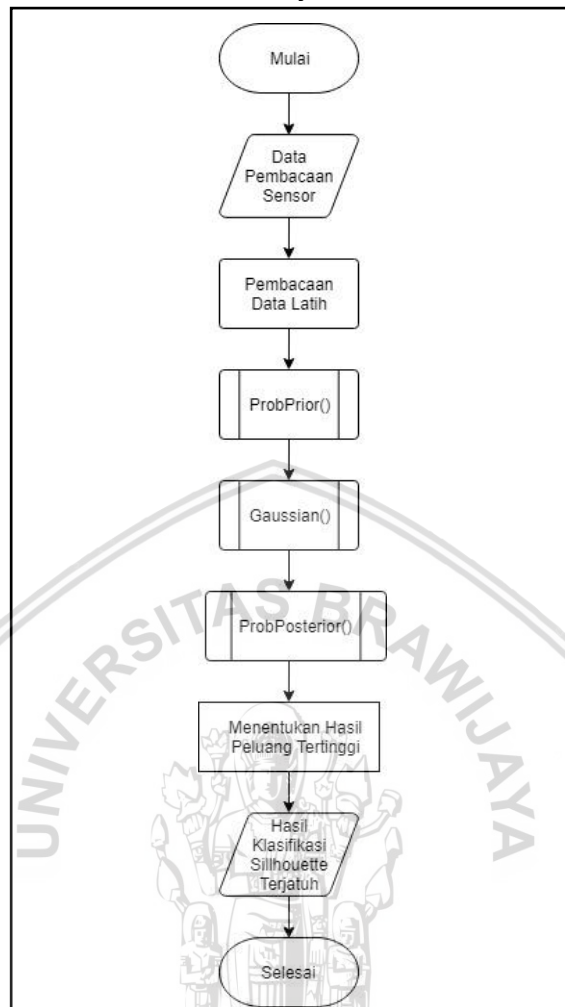 Mulai
Data
Pembacaan
Sensor
Pembacaan
Data Latih
ProbPrior()
Gaussian()
ProbPosterior()
Menentukan Hasil
Peluang Tertinggi
Hasil
Klasifikasi
Sillhouette
Terjatuh
Selesai
UNIVERSITAS BRAWIJAYA